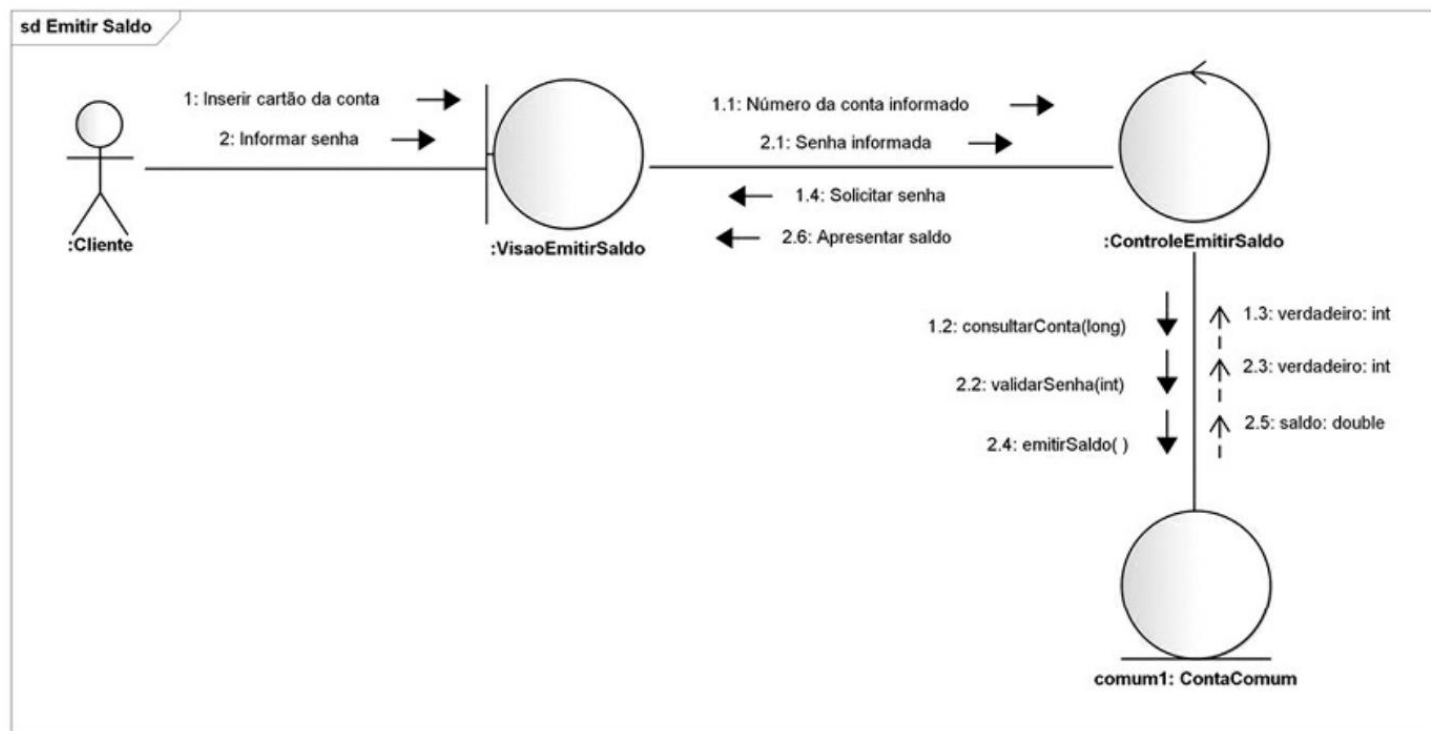 sd Emitir Saldo
1: Inserir cartão da conta
2: Informar senha
1.1: Número da conta informado
2.1: Senha informada
1.4: Solicitar senha
2.6: Apresentar saldo
:Cliente
:VisaoEmitirSaldo
:ControleEmitirSaldo
1.2: consultarConta(long)
1.3: verdadeiro: int
2.2: validarSenha(int)
2.3: verdadeiro: int
2.4: emitirSaldo( )
2.5: saldo: double
comum1: ContaComum